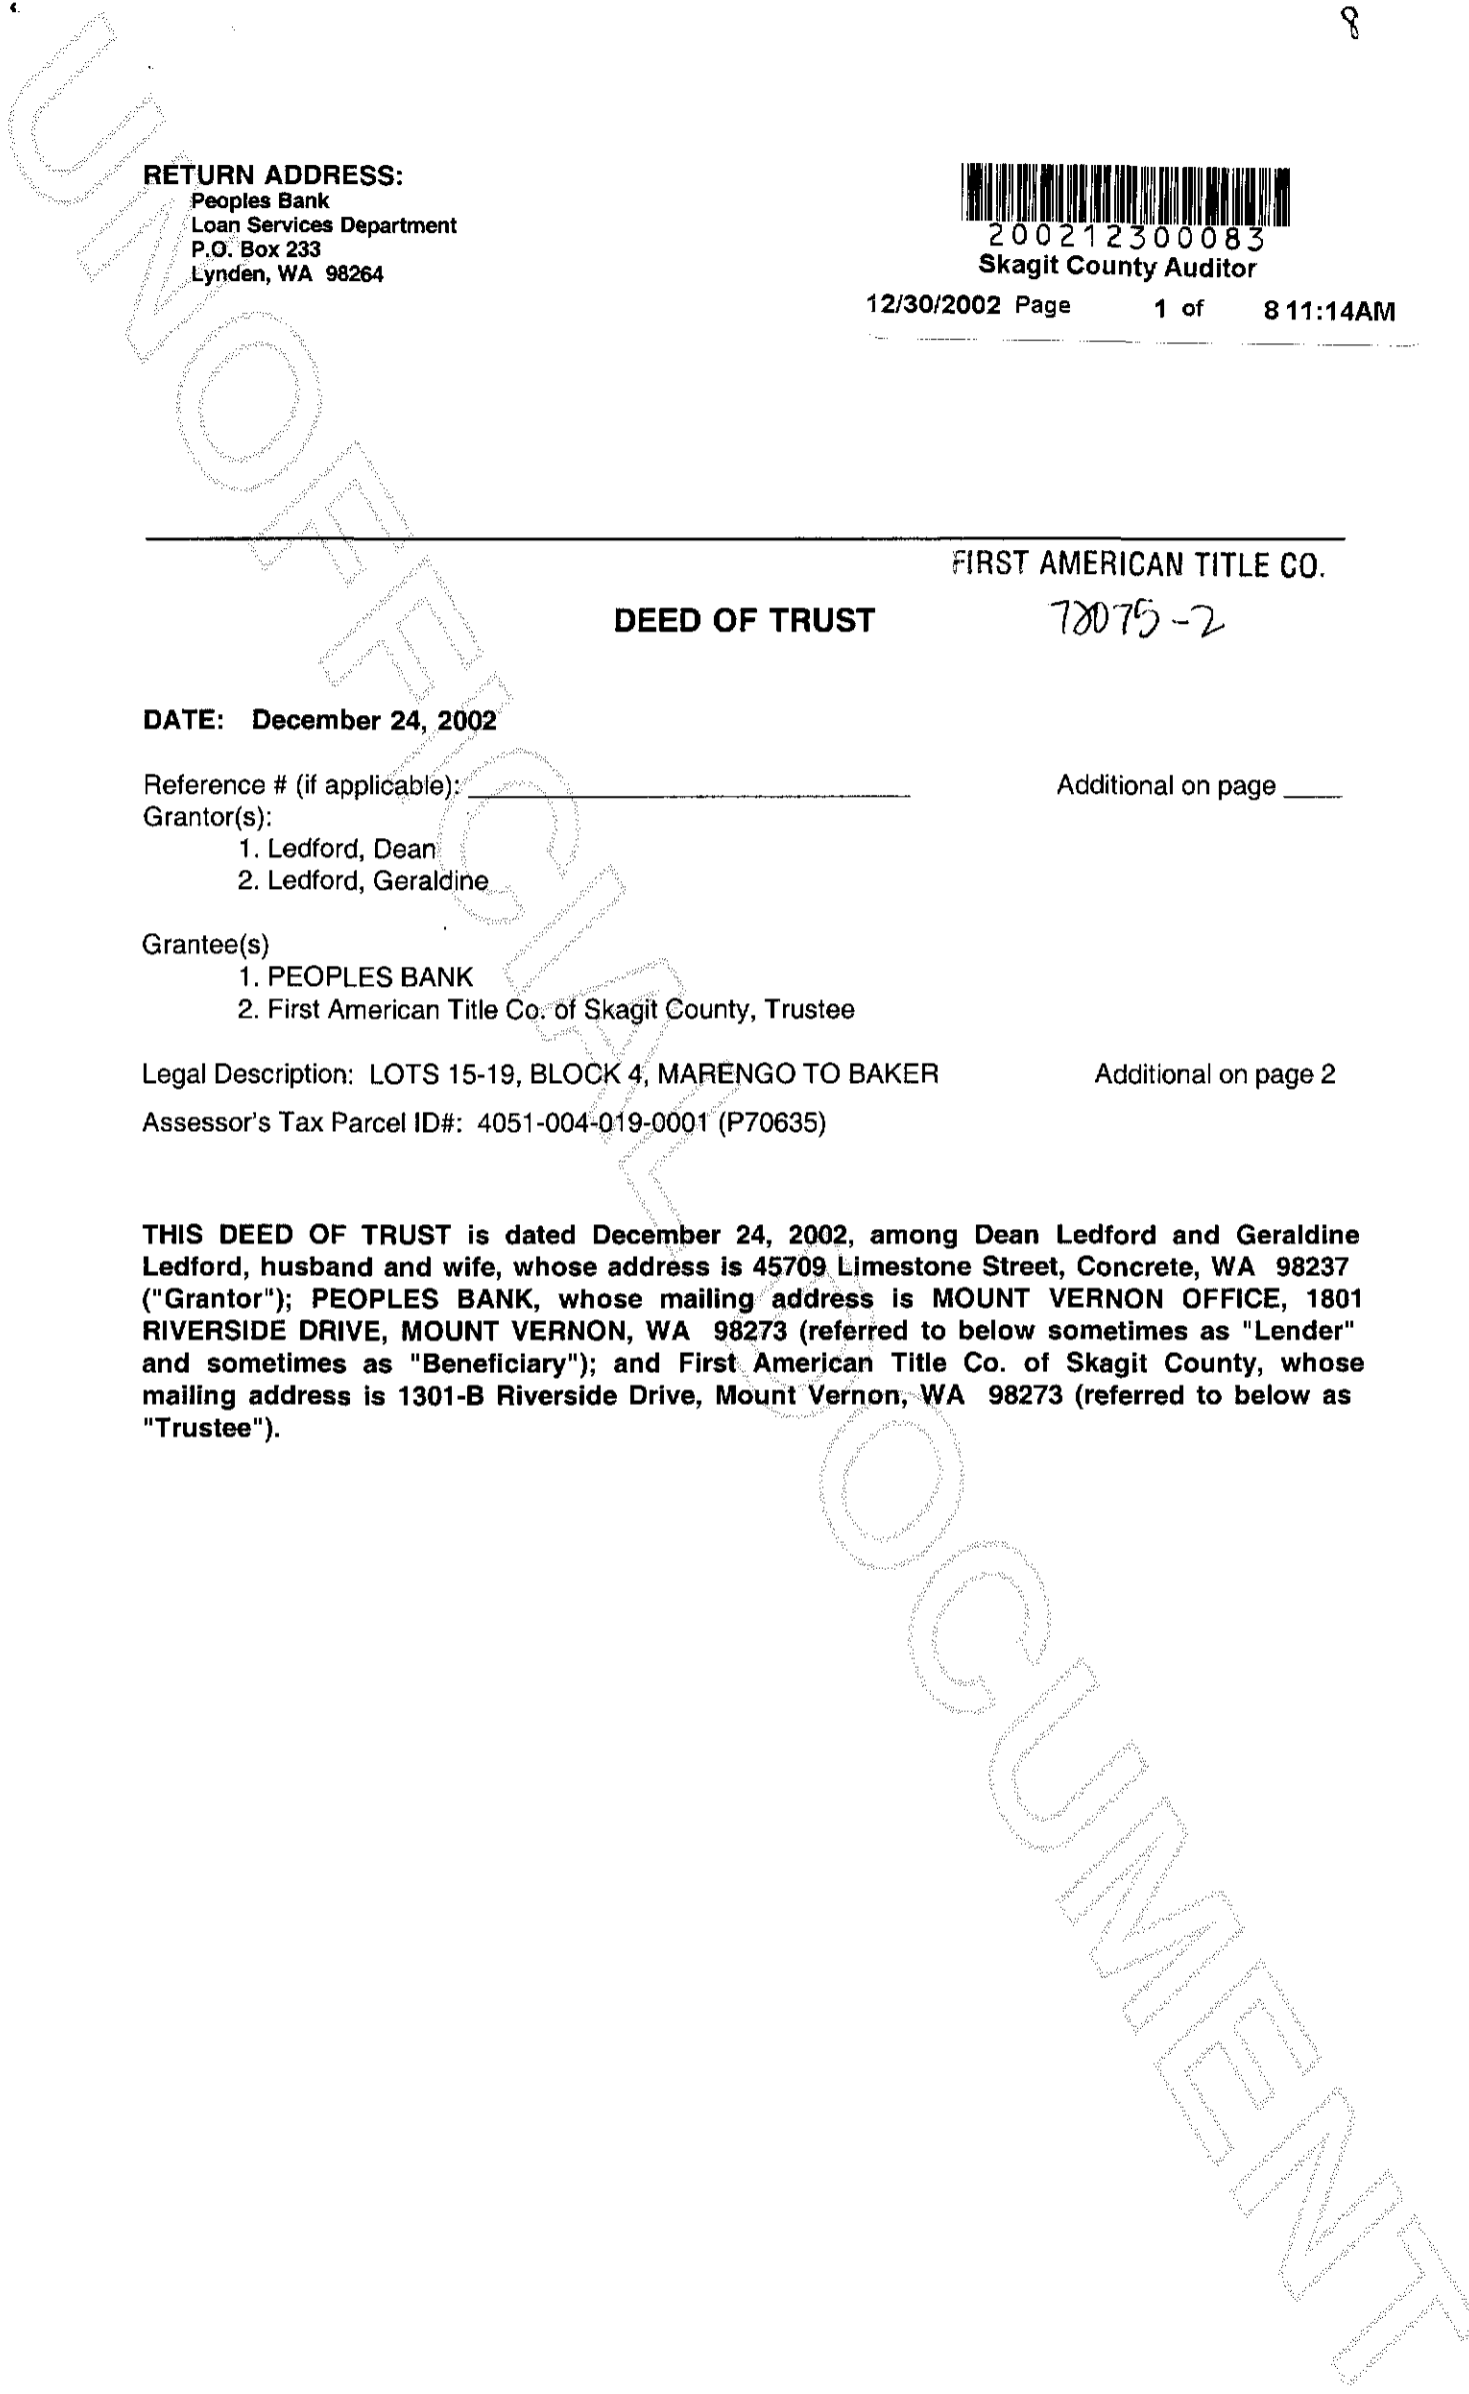 8
RETURN ADDRESS:
Peoples Bank
Loan Services Department
P.O. Box 233
Lynden, WA 98264
200212300083
Skagit County Auditor
12/30/2002 Page 1 of 8 11:14AM
FIRST AMERICAN TITLE CO.
DEED OF TRUST
78075-2
DATE: December 24, 2002
Reference # (if applicable): Additional on page
Grantor(s):
1. Ledford, Dean
2. Ledford, Geraldine
Grantee(s)
1. PEOPLES BANK
2. First American Title Co. of Skagit County, Trustee
Legal Description: LOTS 15-19, BLOCK 4, MARENGO TO BAKER Additional on page 2
Assessor's Tax Parcel ID#: 4051-004-019-0001 (P70635)
THIS DEED OF TRUST is dated December 24, 2002, among Dean Ledford and Geraldine
Ledford, husband and wife, whose address is 45709 Limestone Street, Concrete, WA 98237
("Grantor"); PEOPLES BANK, whose mailing address is MOUNT VERNON OFFICE, 1801
RIVERSIDE DRIVE, MOUNT VERNON, WA 98273 (referred to below sometimes as "Lender"
and sometimes as "Beneficiary"); and First American Title Co. of Skagit County, whose
mailing address is 1301-B Riverside Drive, Mount Vernon, WA 98273 (referred to below as
"Trustee").
UNOFFICIAL DOCUMENT